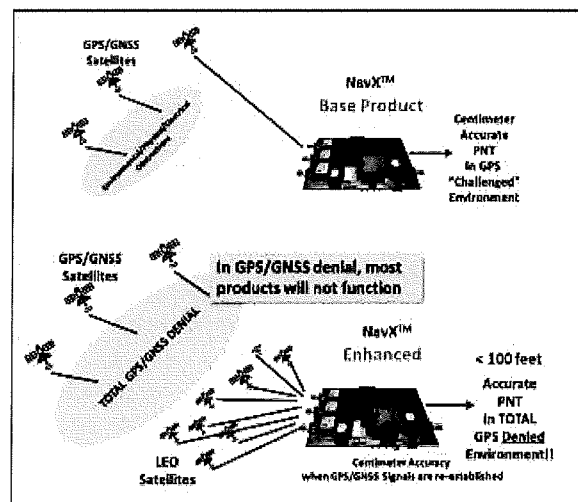 GPS/GNSS
Satellites
NavX™
Base Product
Centimeter
Accurate
PNT
in GPS
"Challenged"
Environment
GPS/GNSS
Satellites
In GPS/GNSS denial, most
products will not function
TOTAL GPS/GNSS DENIAL
NavX™
Enhanced
< 100 feet
Accurate
PNT
in TOTAL
GPS Denied
Environment!!
LEO
Satellites
Centimeter Accuracy
when GPS/GNSS Signals are re-established